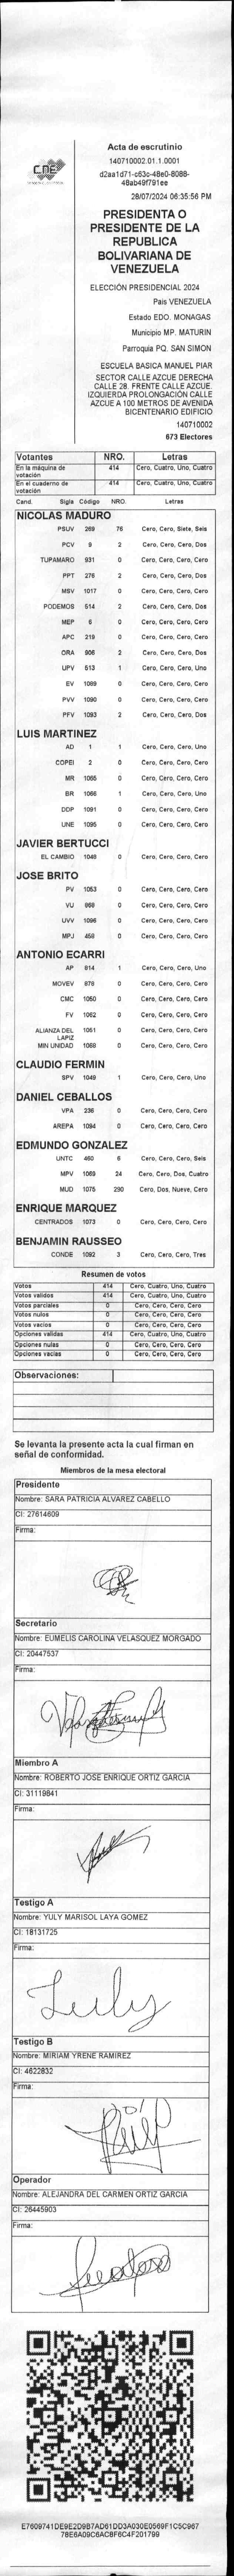 CNE
Acta de escrutinio
140710002.01.1.0001
d2aa1d71-c63c-48e0-8088-
48ab49f791ee
28/07/2024 06:35:56 PM
PRESIDENTA O
PRESIDENTE DE LA
REPUBLICA
BOLIVARIANA DE
VENEZUELA
ELECCIÓN PRESIDENCIAL 2024
Pais VENEZUELA
Estado EDO. MONAGAS
Municipio MP. MATURIN
Parroquia PQ. SAN SIMON
ESCUELA BASICA MANUEL PIAR
SECTOR CALLE AZCUE DERECHA
CALLE 28. FRENTE CALLE AZCUE.
IZQUIERDA PROLONGACIÓN CALLE
AZCUE A 100 METROS DE AVENIDA
BICENTENARIO EDIFICIO
140710002
673 Electores
Votantes NRO. Letras
En la máquina de votación 414 Cero, Cuatro, Uno, Cuatro
En el cuaderno de votación 414 Cero, Cuatro, Uno, Cuatro
Cand. Sigla Código NRO. Letras
NICOLAS MADURO
PSUV 269 76 Cero, Cero, Siete, Seis
PCV 9 2 Cero, Cero, Cero, Dos
TUPAMARO 931 0 Cero, Cero, Cero, Cero
PPT 276 2 Cero, Cero, Cero, Dos
MSV 1017 0 Cero, Cero, Cero, Cero
PODEMOS 514 2 Cero, Cero, Cero, Dos
MEP 6 0 Cero, Cero, Cero, Cero
APC 219 0 Cero, Cero, Cero, Cero
ORA 906 2 Cero, Cero, Cero, Dos
UPV 513 1 Cero, Cero, Cero, Uno
EV 1089 0 Cero, Cero, Cero, Cero
PVV 1090 0 Cero, Cero, Cero, Cero
PFV 1093 2 Cero, Cero, Cero, Dos
LUIS MARTINEZ
AD 1 1 Cero, Cero, Cero, Uno
COPEI 2 0 Cero, Cero, Cero, Cero
MR 1065 0 Cero, Cero, Cero, Cero
BR 1066 1 Cero, Cero, Cero, Uno
DDP 1091 0 Cero, Cero, Cero, Cero
UNE 1095 0 Cero, Cero, Cero, Cero
JAVIER BERTUCCI
EL CAMBIO 1048 0 Cero, Cero, Cero, Cero
JOSE BRITO
PV 1053 0 Cero, Cero, Cero, Cero
VU 968 0 Cero, Cero, Cero, Cero
UVV 1096 0 Cero, Cero, Cero, Cero
MPJ 459 0 Cero, Cero, Cero, Cero
ANTONIO ECARRI
AP 814 1 Cero, Cero, Cero, Uno
MOVEV 878 0 Cero, Cero, Cero, Cero
CMC 1050 0 Cero, Cero, Cero, Cero
FV 1062 0 Cero, Cero, Cero, Cero
ALIANZA DEL LAPIZ 1051 0 Cero, Cero, Cero, Cero
MIN UNIDAD 1068 0 Cero, Cero, Cero, Cero
CLAUDIO FERMIN
SPV 1049 1 Cero, Cero, Cero, Uno
DANIEL CEBALLOS
VPA 236 0 Cero, Cero, Cero, Cero
AREPA 1094 0 Cero, Cero, Cero, Cero
EDMUNDO GONZALEZ
UNTC 460 6 Cero, Cero, Cero, Seis
MPV 1069 24 Cero, Cero, Dos, Cuatro
MUD 1075 290 Cero, Dos, Nueve, Cero
ENRIQUE MARQUEZ
CENTRADOS 1073 0 Cero, Cero, Cero, Cero
BENJAMIN RAUSSEO
CONDE 1092 3 Cero, Cero, Cero, Tres
Resumen de votos
Votos 414 Cero, Cuatro, Uno, Cuatro
Votos validos 414 Cero, Cuatro, Uno, Cuatro
Votos parciales 0 Cero, Cero, Cero, Cero
Votos nulos 0 Cero, Cero, Cero, Cero
Votos vacios 0 Cero, Cero, Cero, Cero
Opciones validas 414 Cero, Cuatro, Uno, Cuatro
Opciones nulas 0 Cero, Cero, Cero, Cero
Opciones vacias 0 Cero, Cero, Cero, Cero
Observaciones:
Se levanta la presente acta la cual firman en
señal de conformidad.
Miembros de la mesa electoral
Presidente
Nombre: SARA PATRICIA ALVAREZ CABELLO
CI: 27614609
Firma:
Secretario
Nombre: EUMELIS CAROLINA VELASQUEZ MORGADO
CI: 20447537
Firma:
Miembro A
Nombre: ROBERTO JOSE ENRIQUE ORTIZ GARCIA
CI: 31119841
Firma:
Testigo A
Nombre: YULY MARISOL LAYA GOMEZ
CI: 18131725
Firma:
Testigo B
Nombre: MIRIAM YRENE RAMIREZ
CI: 4622832
Firma:
Operador
Nombre: ALEJANDRA DEL CARMEN ORTIZ GARCIA
CI: 26445903
Firma:
E7609741DE9E2D9B7AD61DD3A030E0569F1C5C967
78E6A09C6AC8F6C4F201799